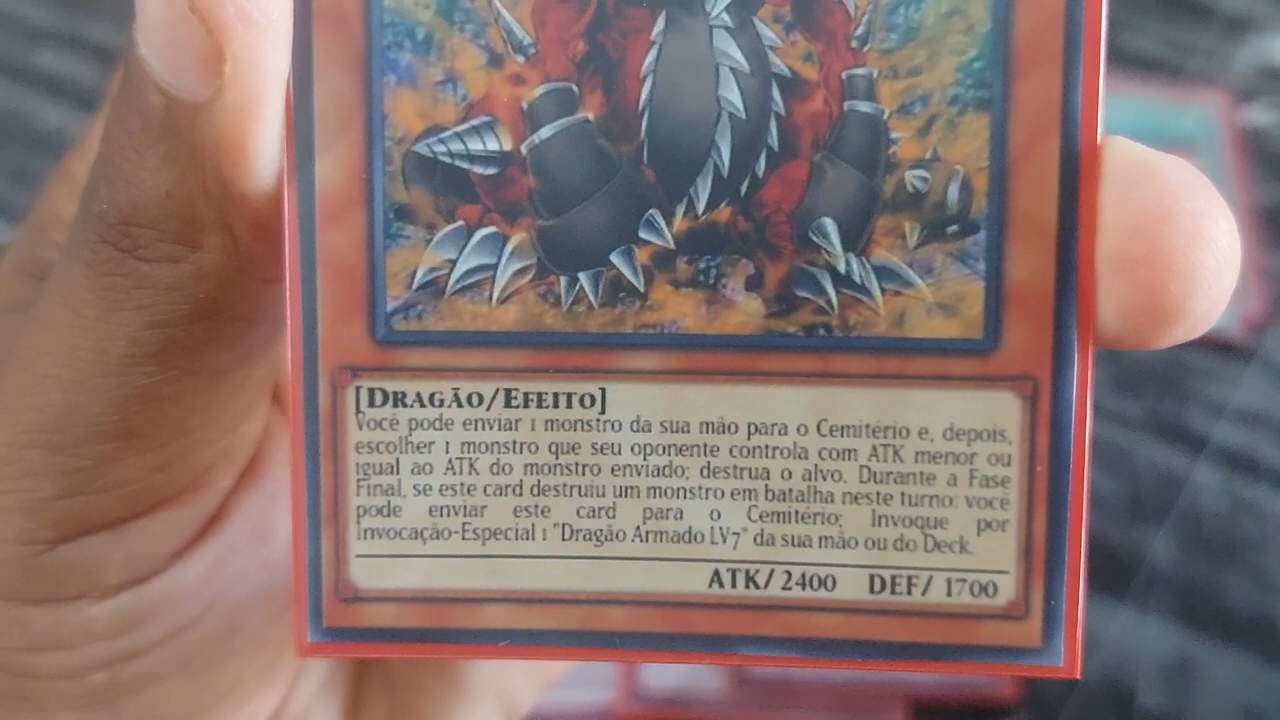 [Dragão/Efeito]
Você pode enviar 1 monstro da sua mão para o Cemitério e, depois,
escolher 1 monstro que seu oponente controla com ATK menor ou
igual ao ATK do monstro enviado; destrua o alvo. Durante a Fase
Final, se este card destruiu um monstro em batalha neste turno: você
pode enviar este card para o Cemitério; Invoque por
Invocação-Especial 1 "Dragão Armado LV7" da sua mão ou do Deck.
ATK/ 2400 DEF/ 1700